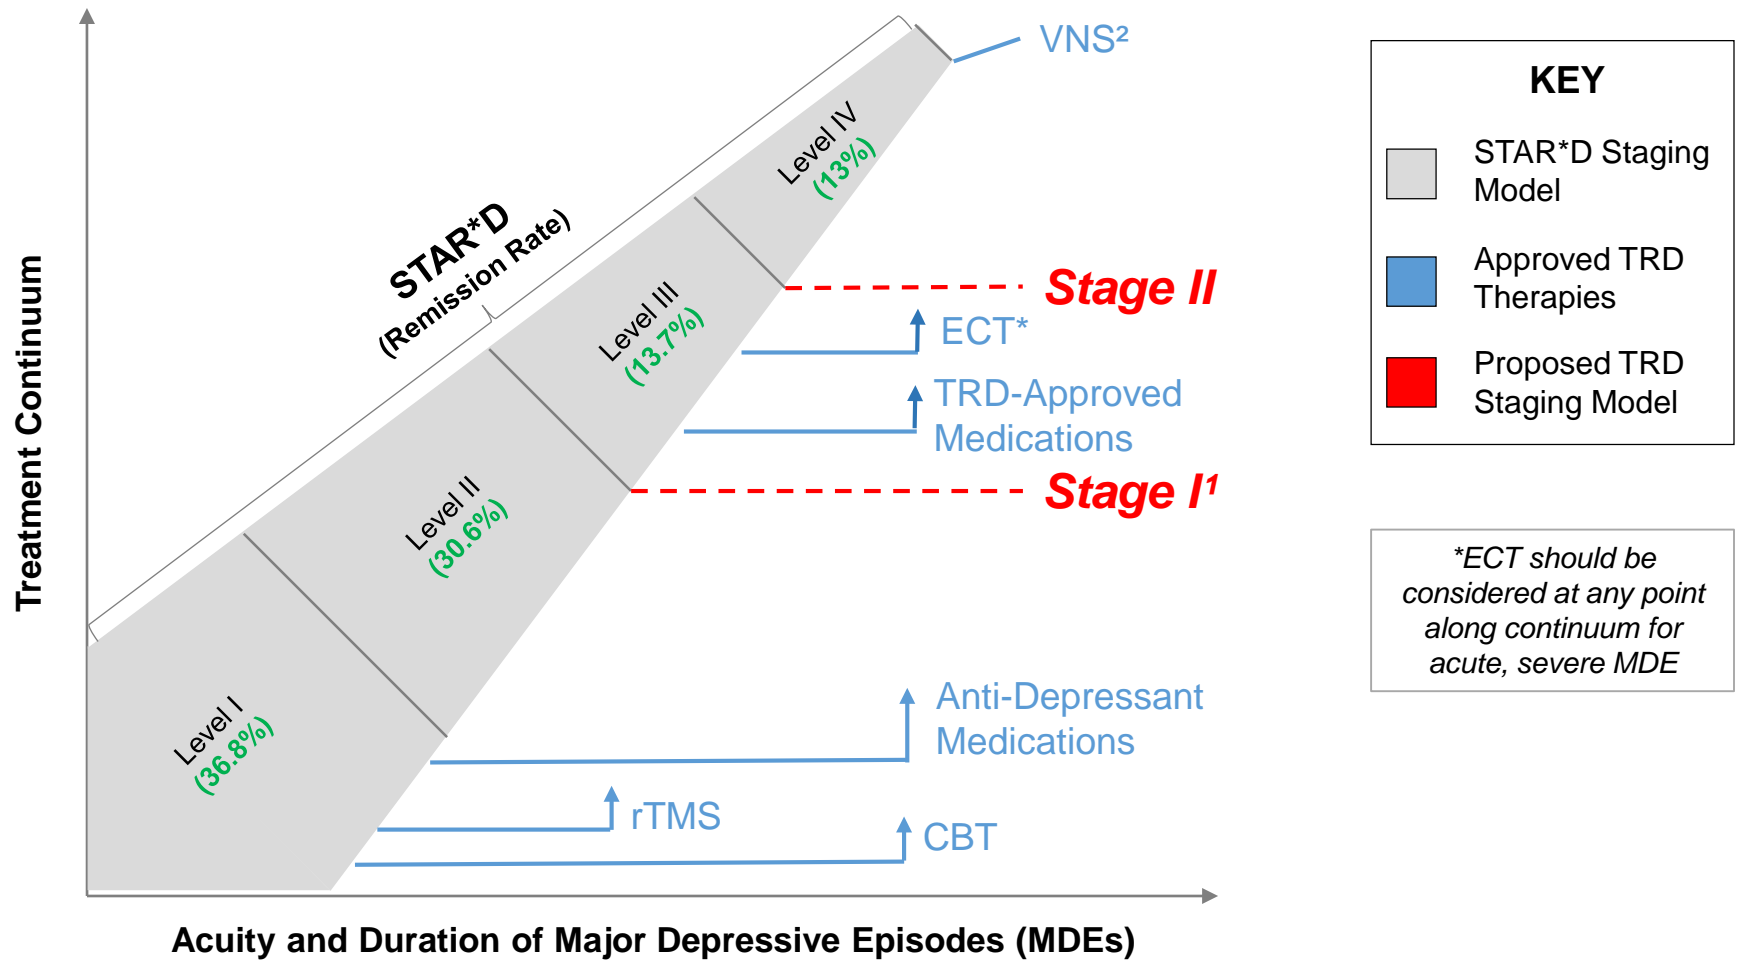 VNS²
Level IV
(13%)
STAR*D
(Remission Rate)
Level III
(13.7%)
Stage II
ECT*
TRD-Approved
Medications
Level II
(30.6%)
Stage I¹
Level I
(36.8%)
Anti-Depressant
Medications
rTMS
CBT
Treatment Continuum
Acuity and Duration of Major Depressive Episodes (MDEs)
KEY
STAR*D Staging
Model
Approved TRD
Therapies
Proposed TRD
Staging Model
*ECT should be
considered at any point
along continuum for
acute, severe MDE